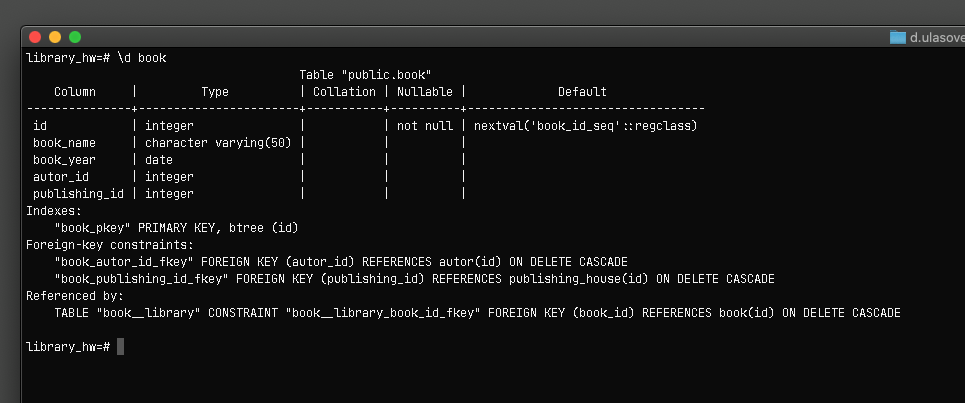 d.ulasove
library_hw=# \d book
Table "public.book"
Column | Type | Collation | Nullable | Default
---------------+-----------------------+-----------+----------+----------------------------------
id | integer | | not null | nextval('book_id_seq'::regclass)
book_name | character varying(50) | | |
book_year | date | | |
autor_id | integer | | |
publishing_id | integer | | |
Indexes:
"book_pkey" PRIMARY KEY, btree (id)
Foreign-key constraints:
"book_autor_id_fkey" FOREIGN KEY (autor_id) REFERENCES autor(id) ON DELETE CASCADE
"book_publishing_id_fkey" FOREIGN KEY (publishing_id) REFERENCES publishing_house(id) ON DELETE CASCADE
Referenced by:
TABLE "book__library" CONSTRAINT "book__library_book_id_fkey" FOREIGN KEY (book_id) REFERENCES book(id) ON DELETE CASCADE
library_hw=#